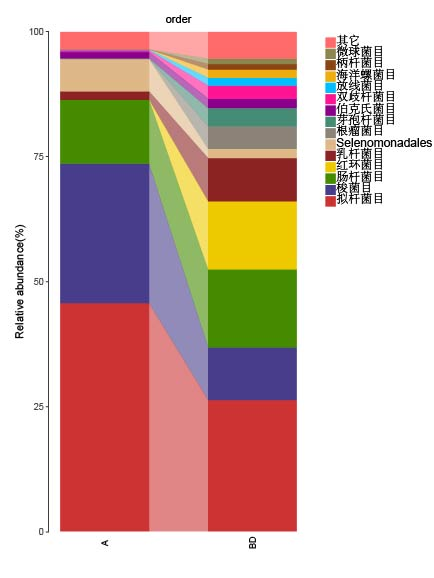 order
100
75
50
25
0
Relative abundance(%)
A
BD
其它
微球菌目
柄杆菌目
海洋螺菌目
放线菌目
双歧杆菌目
伯克氏菌目
芽孢杆菌目
根瘤菌目
Selenomonadales
乳杆菌目
红环菌目
肠杆菌目
梭菌目
拟杆菌目